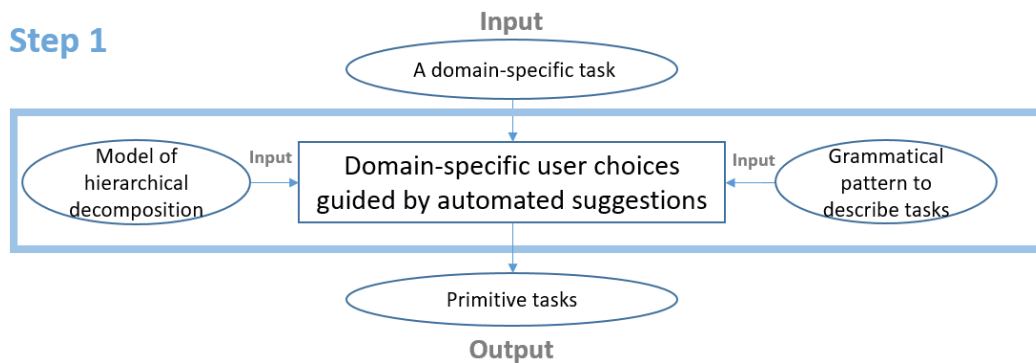 Step 1
Input
A domain-specific task
Model of
hierarchical
decomposition
Input
Domain-specific user choices
guided by automated suggestions
Input
Grammatical
pattern to
describe tasks
Primitive tasks
Output